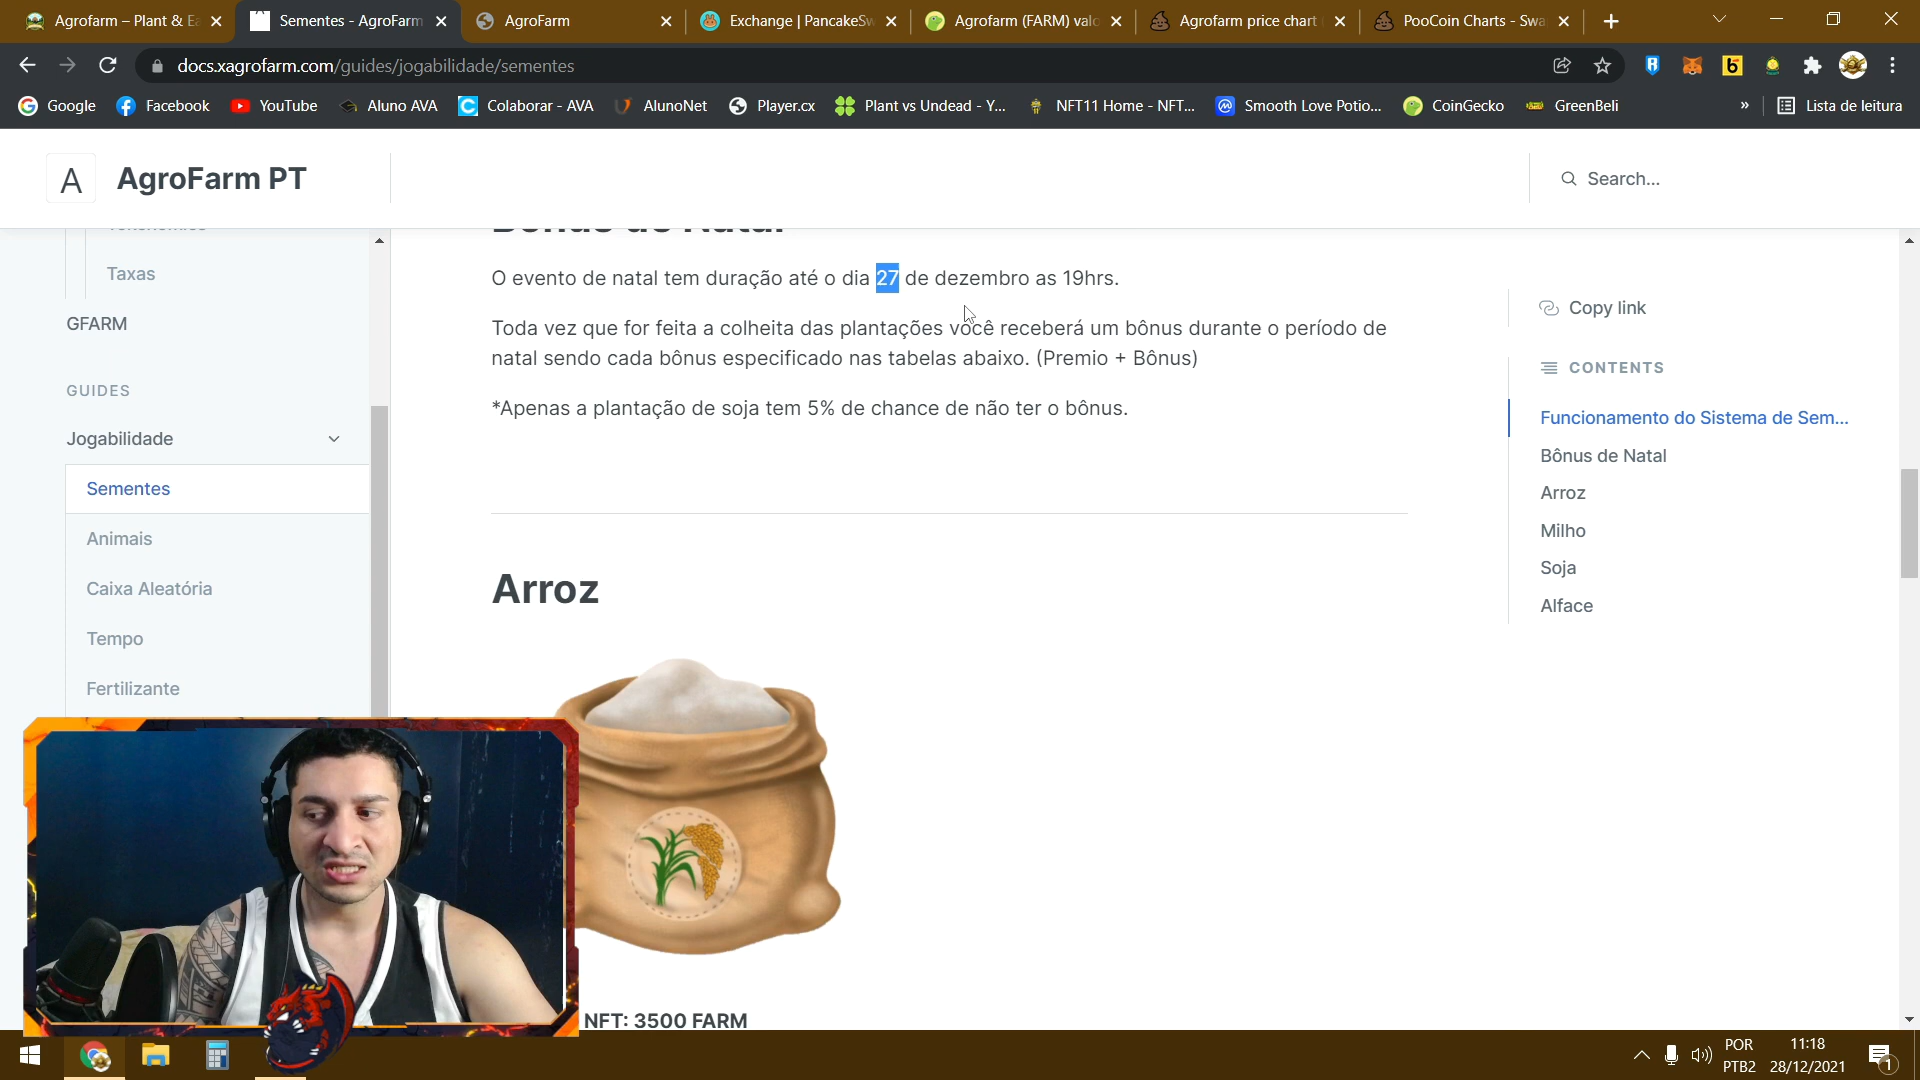 Agrofarm – Plant & Ea
Sementes - AgroFarm
AgroFarm
Exchange | PancakeSw
Agrofarm (FARM) valo
Agrofarm price chart
PooCoin Charts - Swa
docs.xagrofarm.com/guides/jogabilidade/sementes
Google
Facebook
YouTube
Aluno AVA
Colaborar - AVA
AlunoNet
Player.cx
Plant vs Undead - Y...
NFT11 Home - NFT...
Smooth Love Potio...
CoinGecko
GreenBeli
»
Lista de leitura
A AgroFarm PT
Search...
Taxas
GFARM
GUIDES
Jogabilidade
Sementes
Animais
Caixa Aleatória
Tempo
Fertilizante
Bônus de Natal
O evento de natal tem duração até o dia 27 de dezembro as 19hrs.
Toda vez que for feita a colheita das plantações você receberá um bônus durante o período de
natal sendo cada bônus especificado nas tabelas abaixo. (Premio + Bônus)
*Apenas a plantação de soja tem 5% de chance de não ter o bônus.
Arroz
NFT: 3500 FARM
Copy link
CONTENTS
Funcionamento do Sistema de Sem...
Bônus de Natal
Arroz
Milho
Soja
Alface
POR
PTB2
11:18
28/12/2021
1